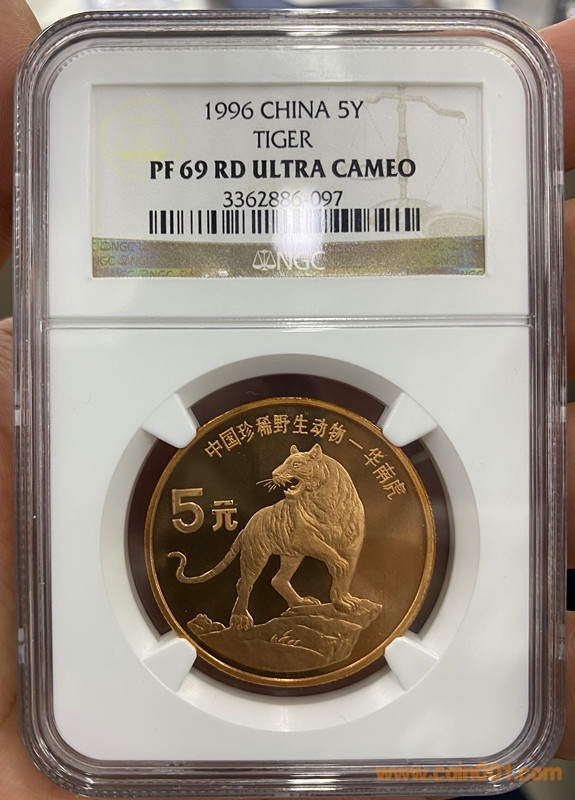 1996 CHINA 5Y
TIGER
PF 69 RD ULTRA CAMEO
3362886-097
NGC
中国珍稀野生动物—华南虎
5元
www.coin001.com